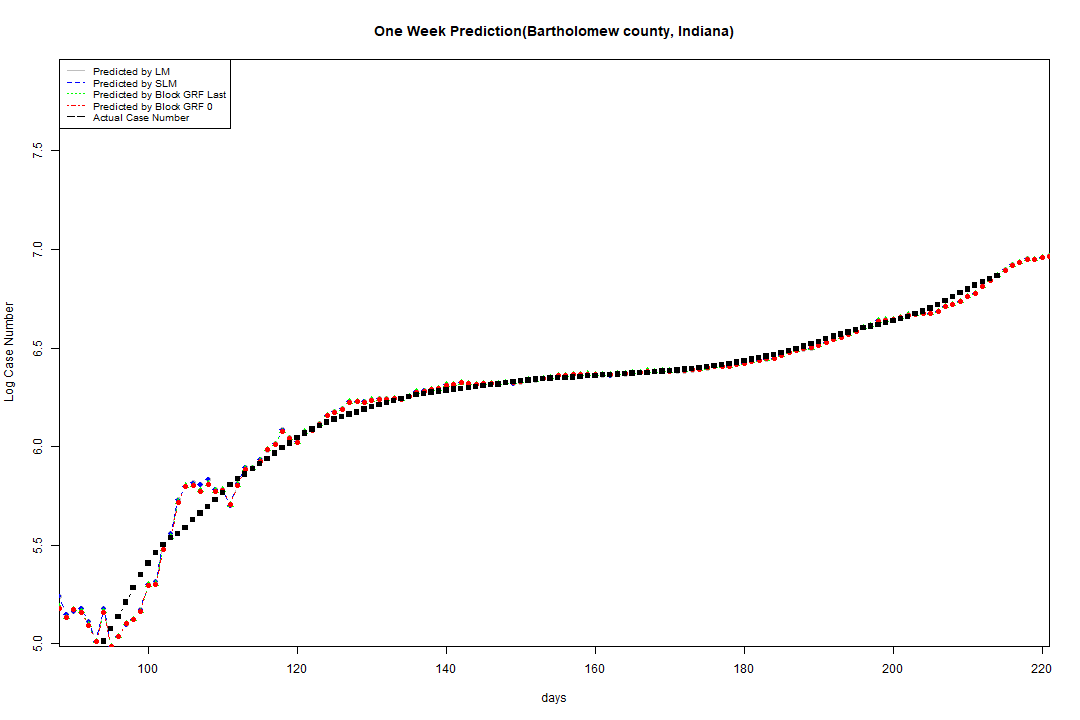 One Week Prediction(Bartholomew county, Indiana)
Predicted by LM
Predicted by SLM
Predicted by Block GRF Last
Predicted by Block GRF 0
Actual Case Number
Log Case Number
7.5
7.0
6.5
6.0
5.5
5.0
100 120 140 160 180 200 220
days